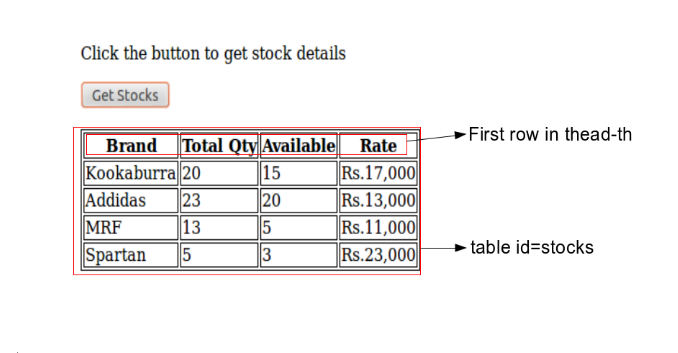 Click the button to get stock details
Get Stocks
Brand Total Qty Available Rate
First row in thead-th
Kookaburra 20 15 Rs.17,000
Addidas 23 20 Rs.13,000
MRF 13 5 Rs.11,000
Spartan 5 3 Rs.23,000
table id=stocks